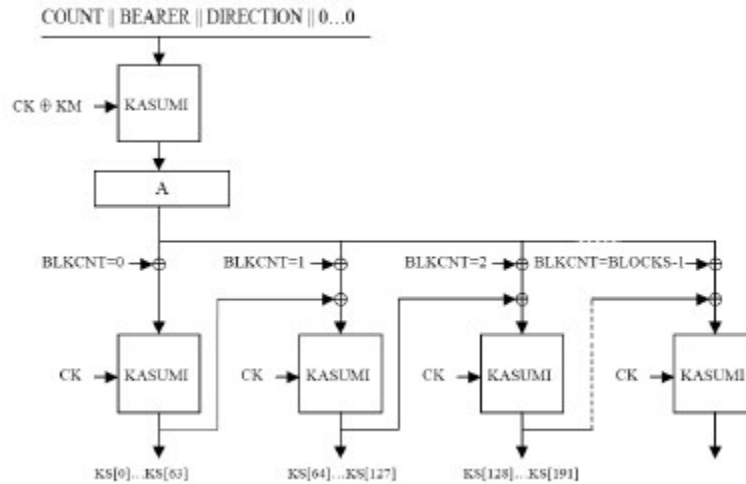 COUNT || BEARER || DIRECTION || 0…0
CK ⊕ KM
KASUMI
A
BLKCNT=0
BLKCNT=1
BLKCNT=2
BLKCNT=BLOCKS-1
CK
KASUMI
CK
KASUMI
CK
KASUMI
CK
KASUMI
KS[0]…KS[63]
KS[64]…KS[127]
KS[128]…KS[191]